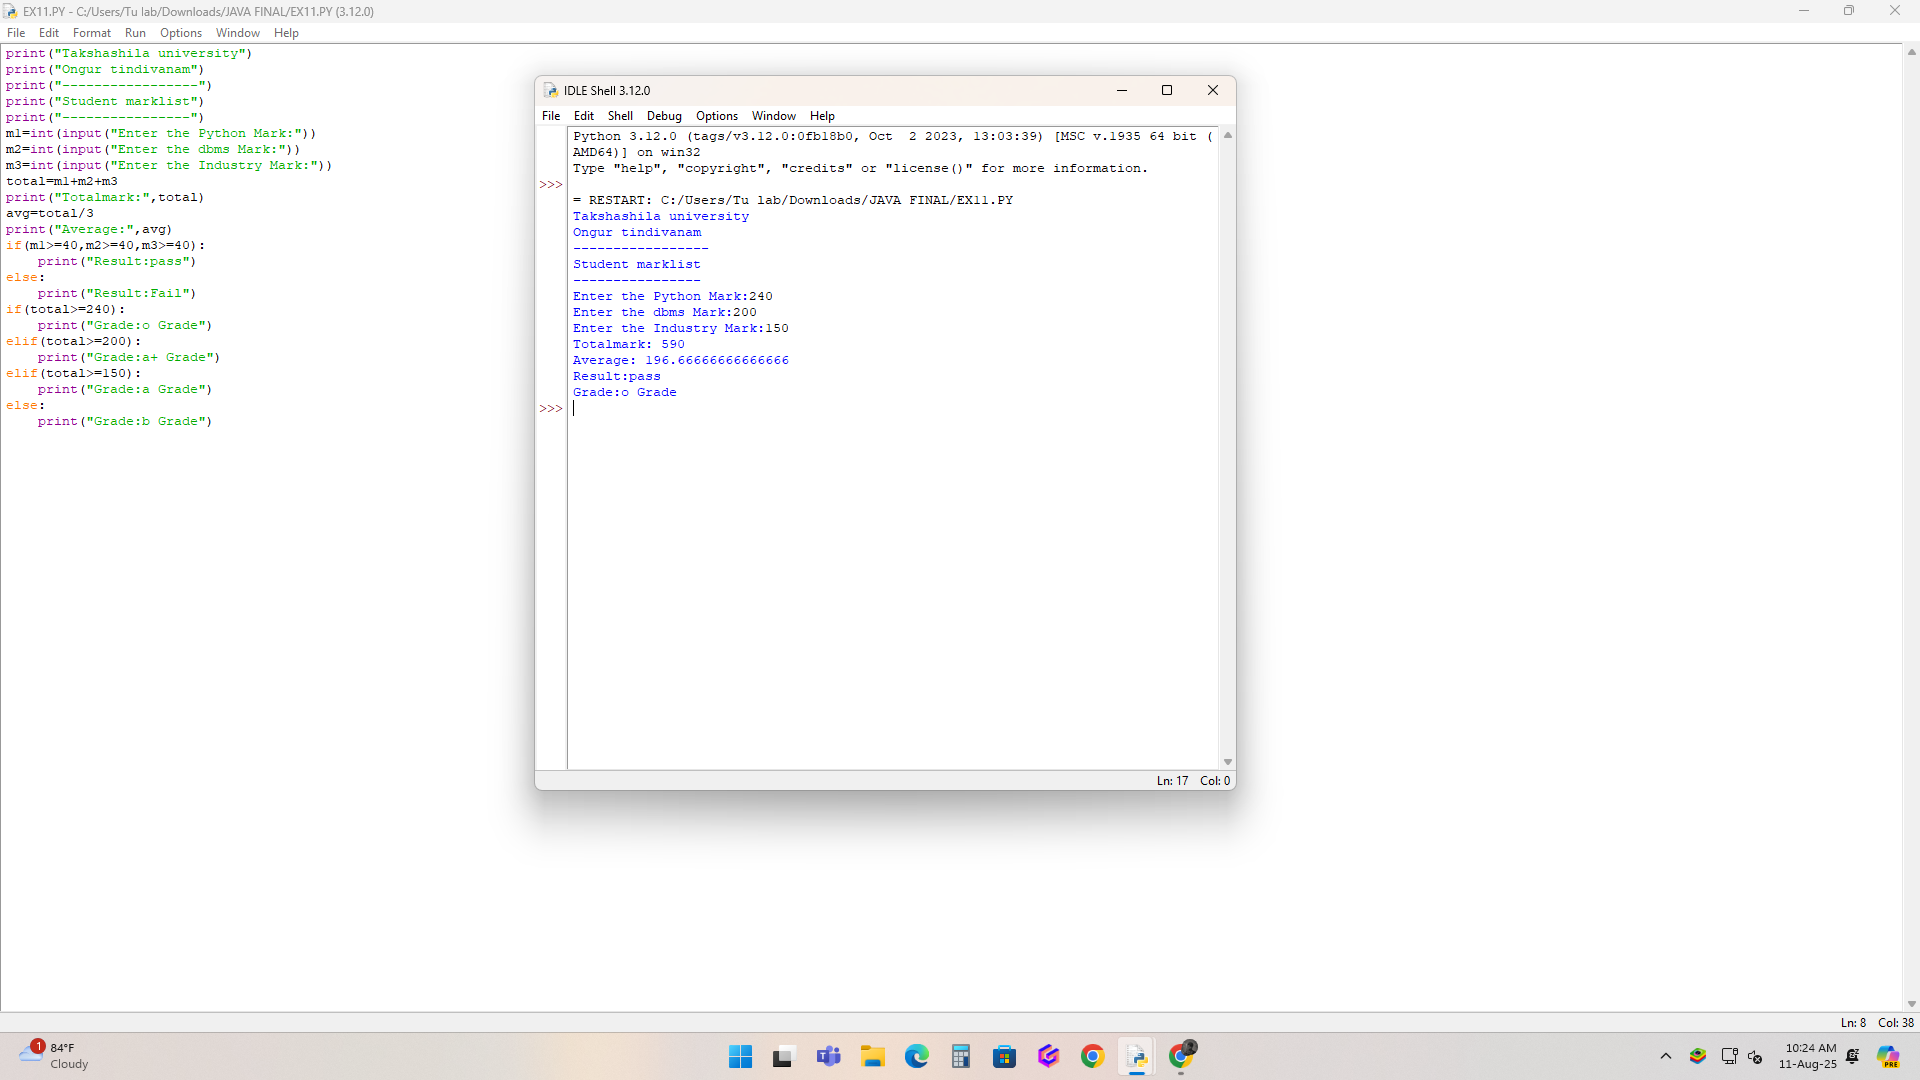 EX11.PY - C:/Users/Tu lab/Downloads/JAVA FINAL/EX11.PY (3.12.0)
File Edit Format Run Options Window Help
print("Takshashila university")
print("Ongur tindivanam")
print("-----------------")
print("Student marklist")
print("----------------")
m1=int(input("Enter the Python Mark:"))
m2=int(input("Enter the dbms Mark:"))
m3=int(input("Enter the Industry Mark:"))
total=m1+m2+m3
print("Totalmark:",total)
avg=total/3
print("Average:",avg)
if(m1>=40,m2>=40,m3>=40):
    print("Result:pass")
else:
    print("Result:Fail")
if(total>=240):
    print("Grade:o Grade")
elif(total>=200):
    print("Grade:a+ Grade")
elif(total>=150):
    print("Grade:a Grade")
else:
    print("Grade:b Grade")
IDLE Shell 3.12.0
File Edit Shell Debug Options Window Help
Python 3.12.0 (tags/v3.12.0:0fb18b0, Oct  2 2023, 13:03:39) [MSC v.1935 64 bit (
AMD64)] on win32
Type "help", "copyright", "credits" or "license()" for more information.
>>>
= RESTART: C:/Users/Tu lab/Downloads/JAVA FINAL/EX11.PY
Takshashila university
Ongur tindivanam
-----------------
Student marklist
----------------
Enter the Python Mark:240
Enter the dbms Mark:200
Enter the Industry Mark:150
Totalmark: 590
Average: 196.66666666666666
Result:pass
Grade:o Grade
>>>
Ln: 17 Col: 0
Ln: 8 Col: 38
1
84°F
Cloudy
PRE
10:24 AM
11-Aug-25